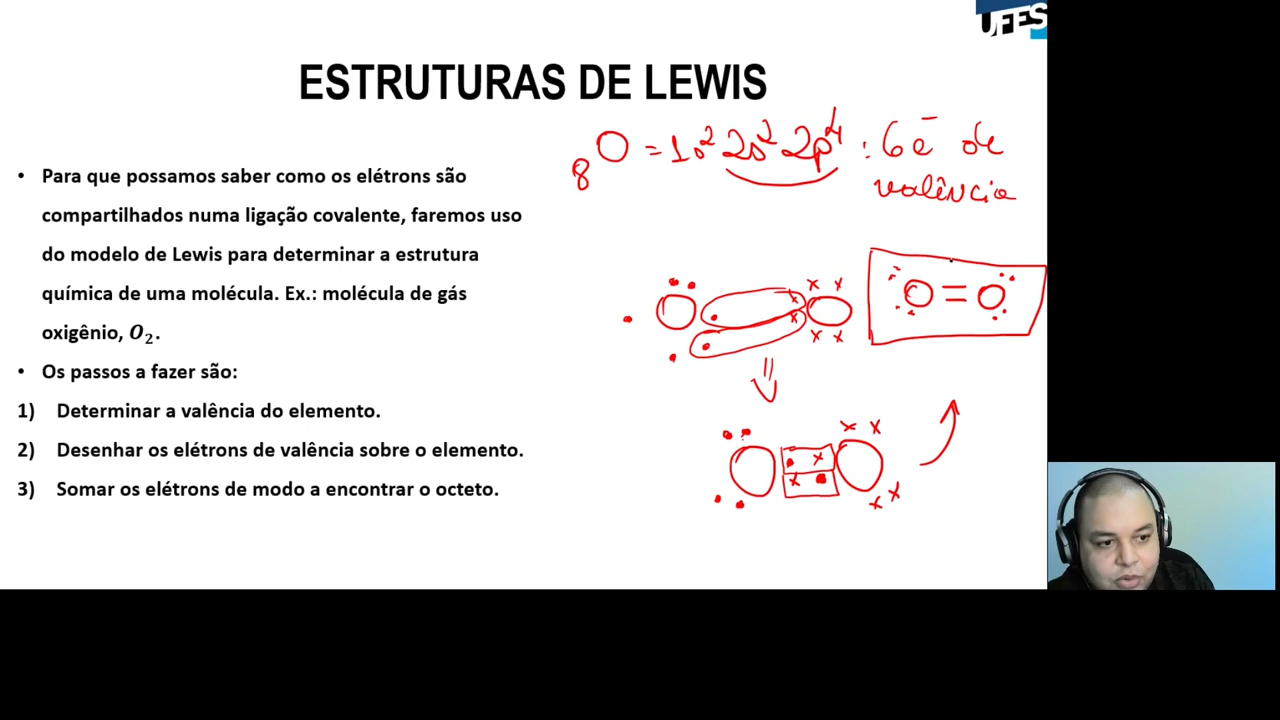 UFES
ESTRUTURAS DE LEWIS
• Para que possamos saber como os elétrons são
compartilhados numa ligação covalente, faremos uso
do modelo de Lewis para determinar a estrutura
química de uma molécula. Ex.: molécula de gás
oxigênio, O₂.
• Os passos a fazer são:
1) Determinar a valência do elemento.
2) Desenhar os elétrons de valência sobre o elemento.
3) Somar os elétrons de modo a encontrar o octeto.
₈O = 1s² 2s² 2p⁴ : 6e⁻ de
valência
O O
O = O
O O